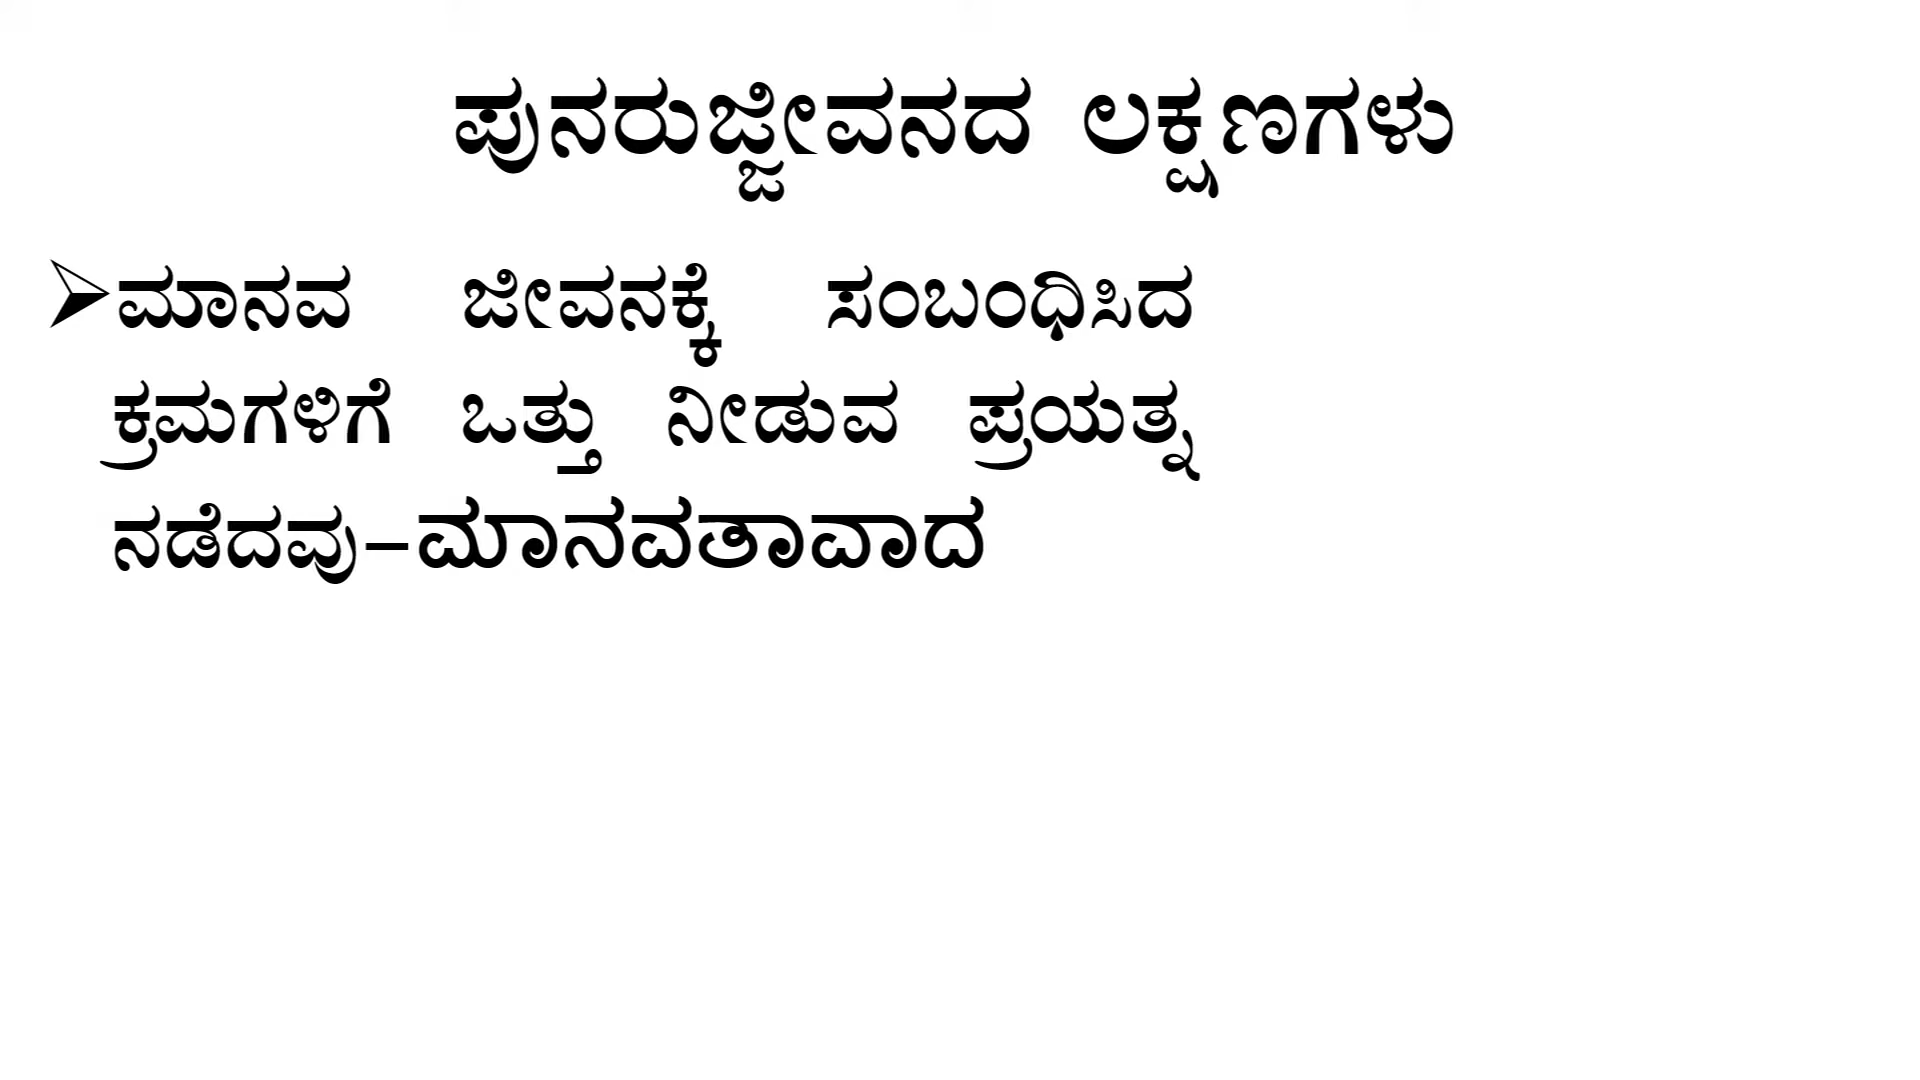 ಪುನರುಜ್ಜೀವನದ ಲಕ್ಷಣಗಳು
➢ಮಾನವ ಜೀವನಕ್ಕೆ ಸಂಬಂಧಿಸಿದ
ಕ್ರಮಗಳಿಗೆ ಒತ್ತು ನೀಡುವ ಪ್ರಯತ್ನ
ನಡೆದವು–ಮಾನವತಾವಾದ